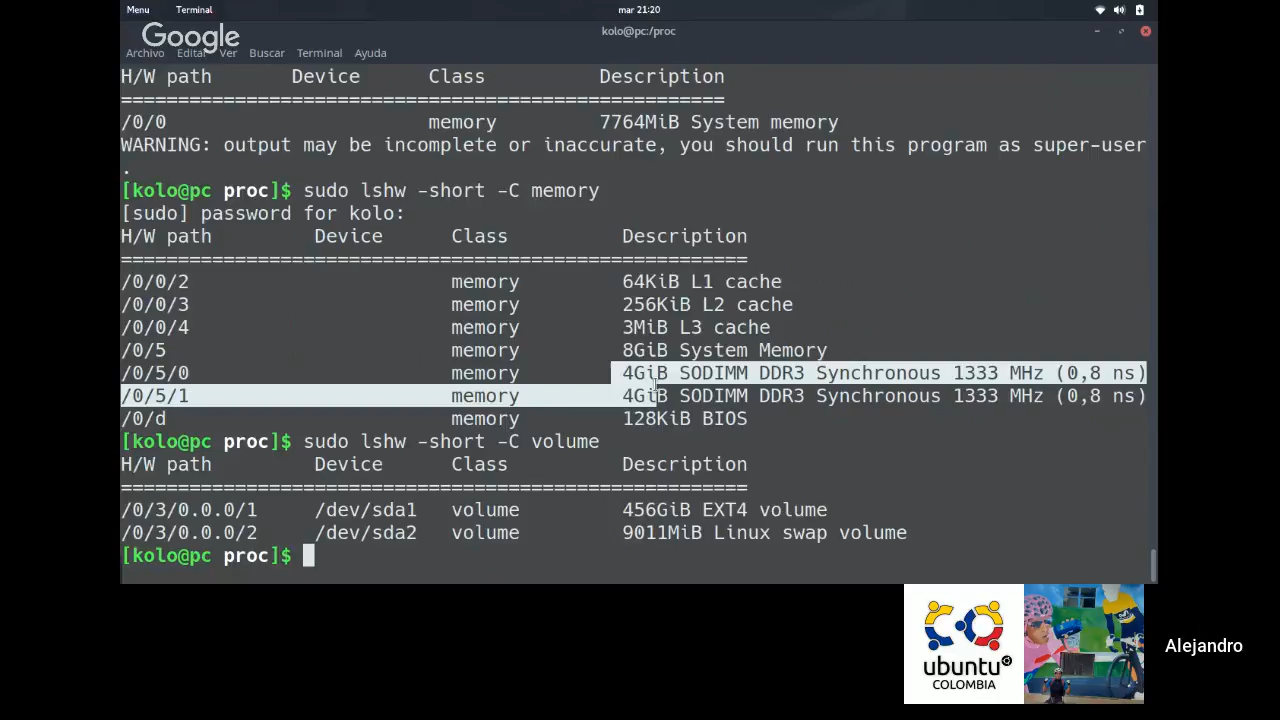 Menu Terminal mar 21:20
Google
kolo@pc:/proc
Archivo Editar Ver Buscar Terminal Ayuda
H/W path Device Class Description
======================================================
/0/0 memory 7764MiB System memory
WARNING: output may be incomplete or inaccurate, you should run this program as super-user
.
[kolo@pc proc]$ sudo lshw -short -C memory
[sudo] password for kolo:
H/W path Device Class Description
========================================================
/0/0/2 memory 64KiB L1 cache
/0/0/3 memory 256KiB L2 cache
/0/0/4 memory 3MiB L3 cache
/0/5 memory 8GiB System Memory
/0/5/0 memory 4GiB SODIMM DDR3 Synchronous 1333 MHz (0,8 ns)
/0/5/1 memory 4GiB SODIMM DDR3 Synchronous 1333 MHz (0,8 ns)
/0/d memory 128KiB BIOS
[kolo@pc proc]$ sudo lshw -short -C volume
H/W path Device Class Description
========================================================
/0/3/0.0.0/1 /dev/sda1 volume 456GiB EXT4 volume
/0/3/0.0.0/2 /dev/sda2 volume 9011MiB Linux swap volume
[kolo@pc proc]$
ubuntu
COLOMBIA
Alejandro